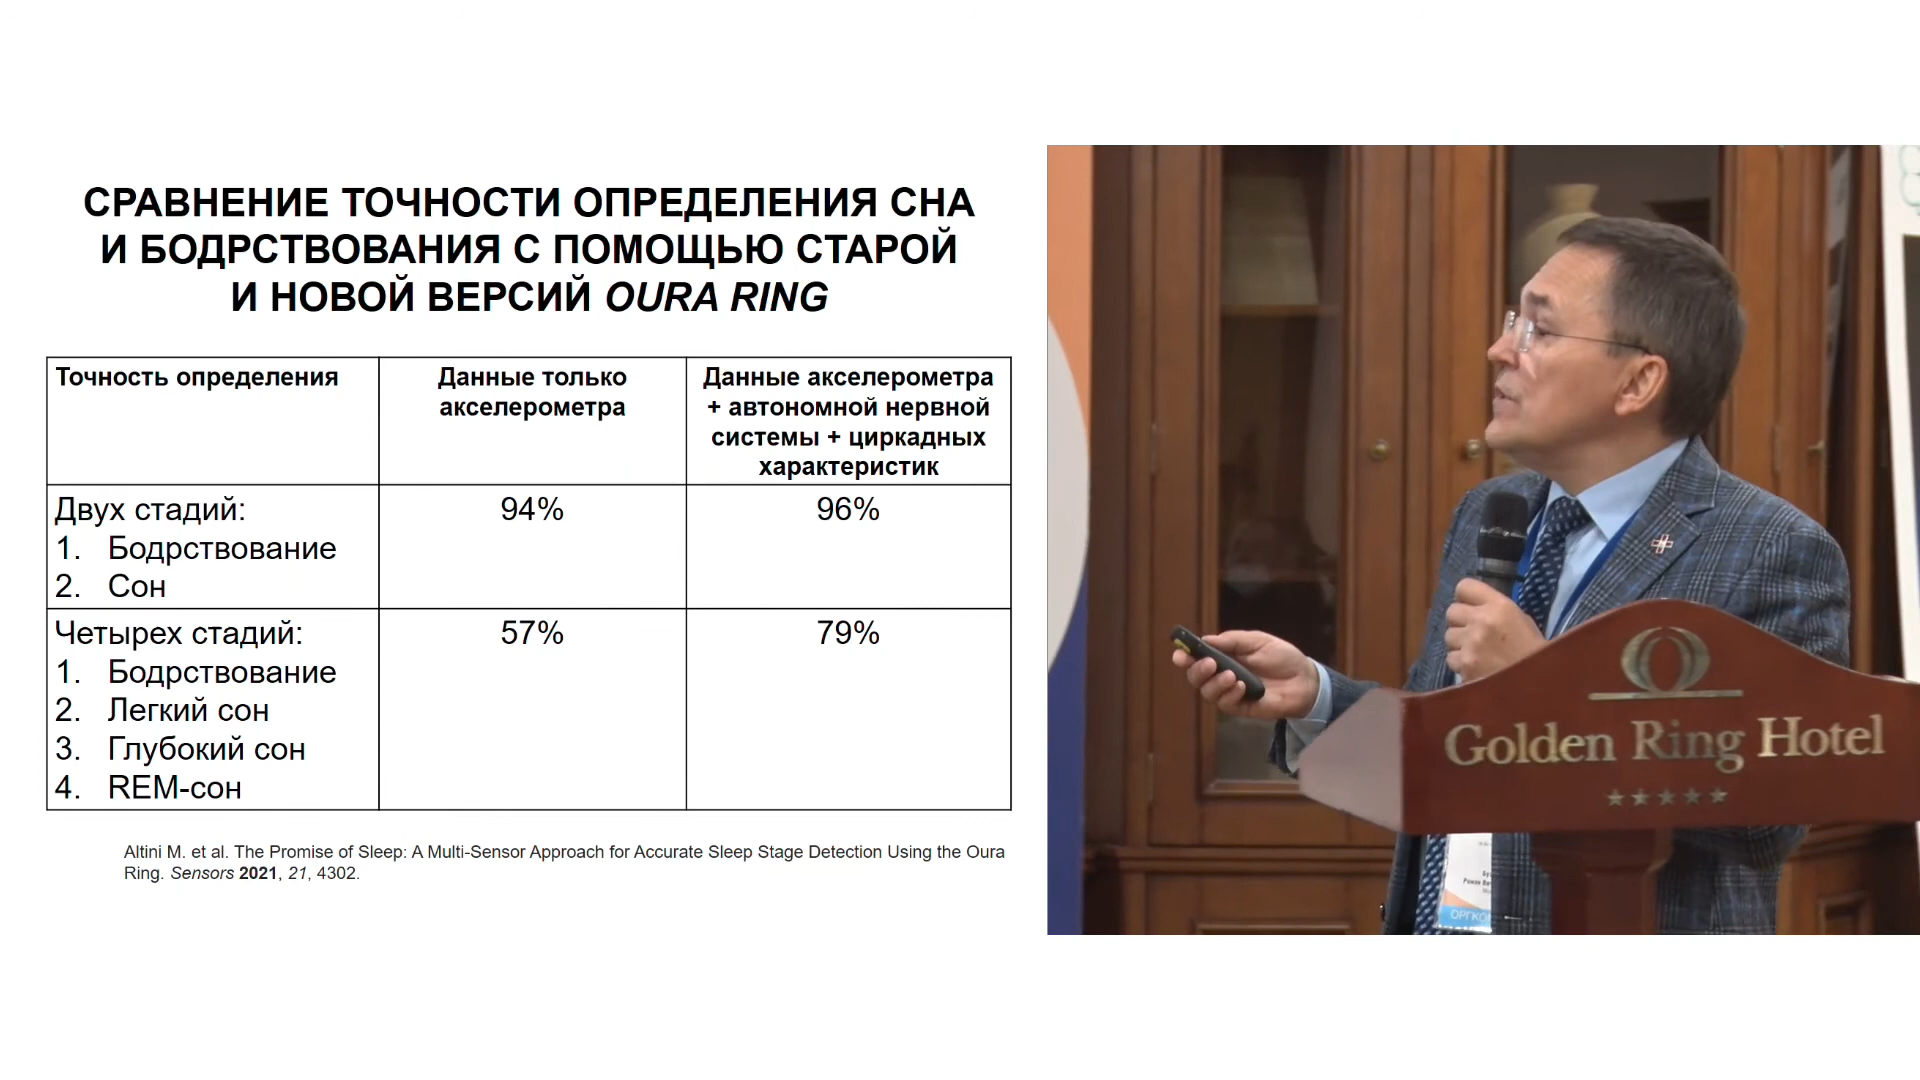 СРАВНЕНИЕ ТОЧНОСТИ ОПРЕДЕЛЕНИЯ СНА
И БОДРСТВОВАНИЯ С ПОМОЩЬЮ СТАРОЙ
И НОВОЙ ВЕРСИЙ OURA RING
Точность определения
Данные только
акселерометра
Данные акселерометра
+ автономной нервной
системы + циркадных
характеристик
Двух стадий:
1. Бодрствование
2. Сон
94%
96%
Четырех стадий:
1. Бодрствование
2. Легкий сон
3. Глубокий сон
4. REM-сон
57%
79%
Altini M. et al. The Promise of Sleep: A Multi-Sensor Approach for Accurate Sleep Stage Detection Using the Oura
Ring. Sensors 2021, 21, 4302.
Golden Ring Hotel